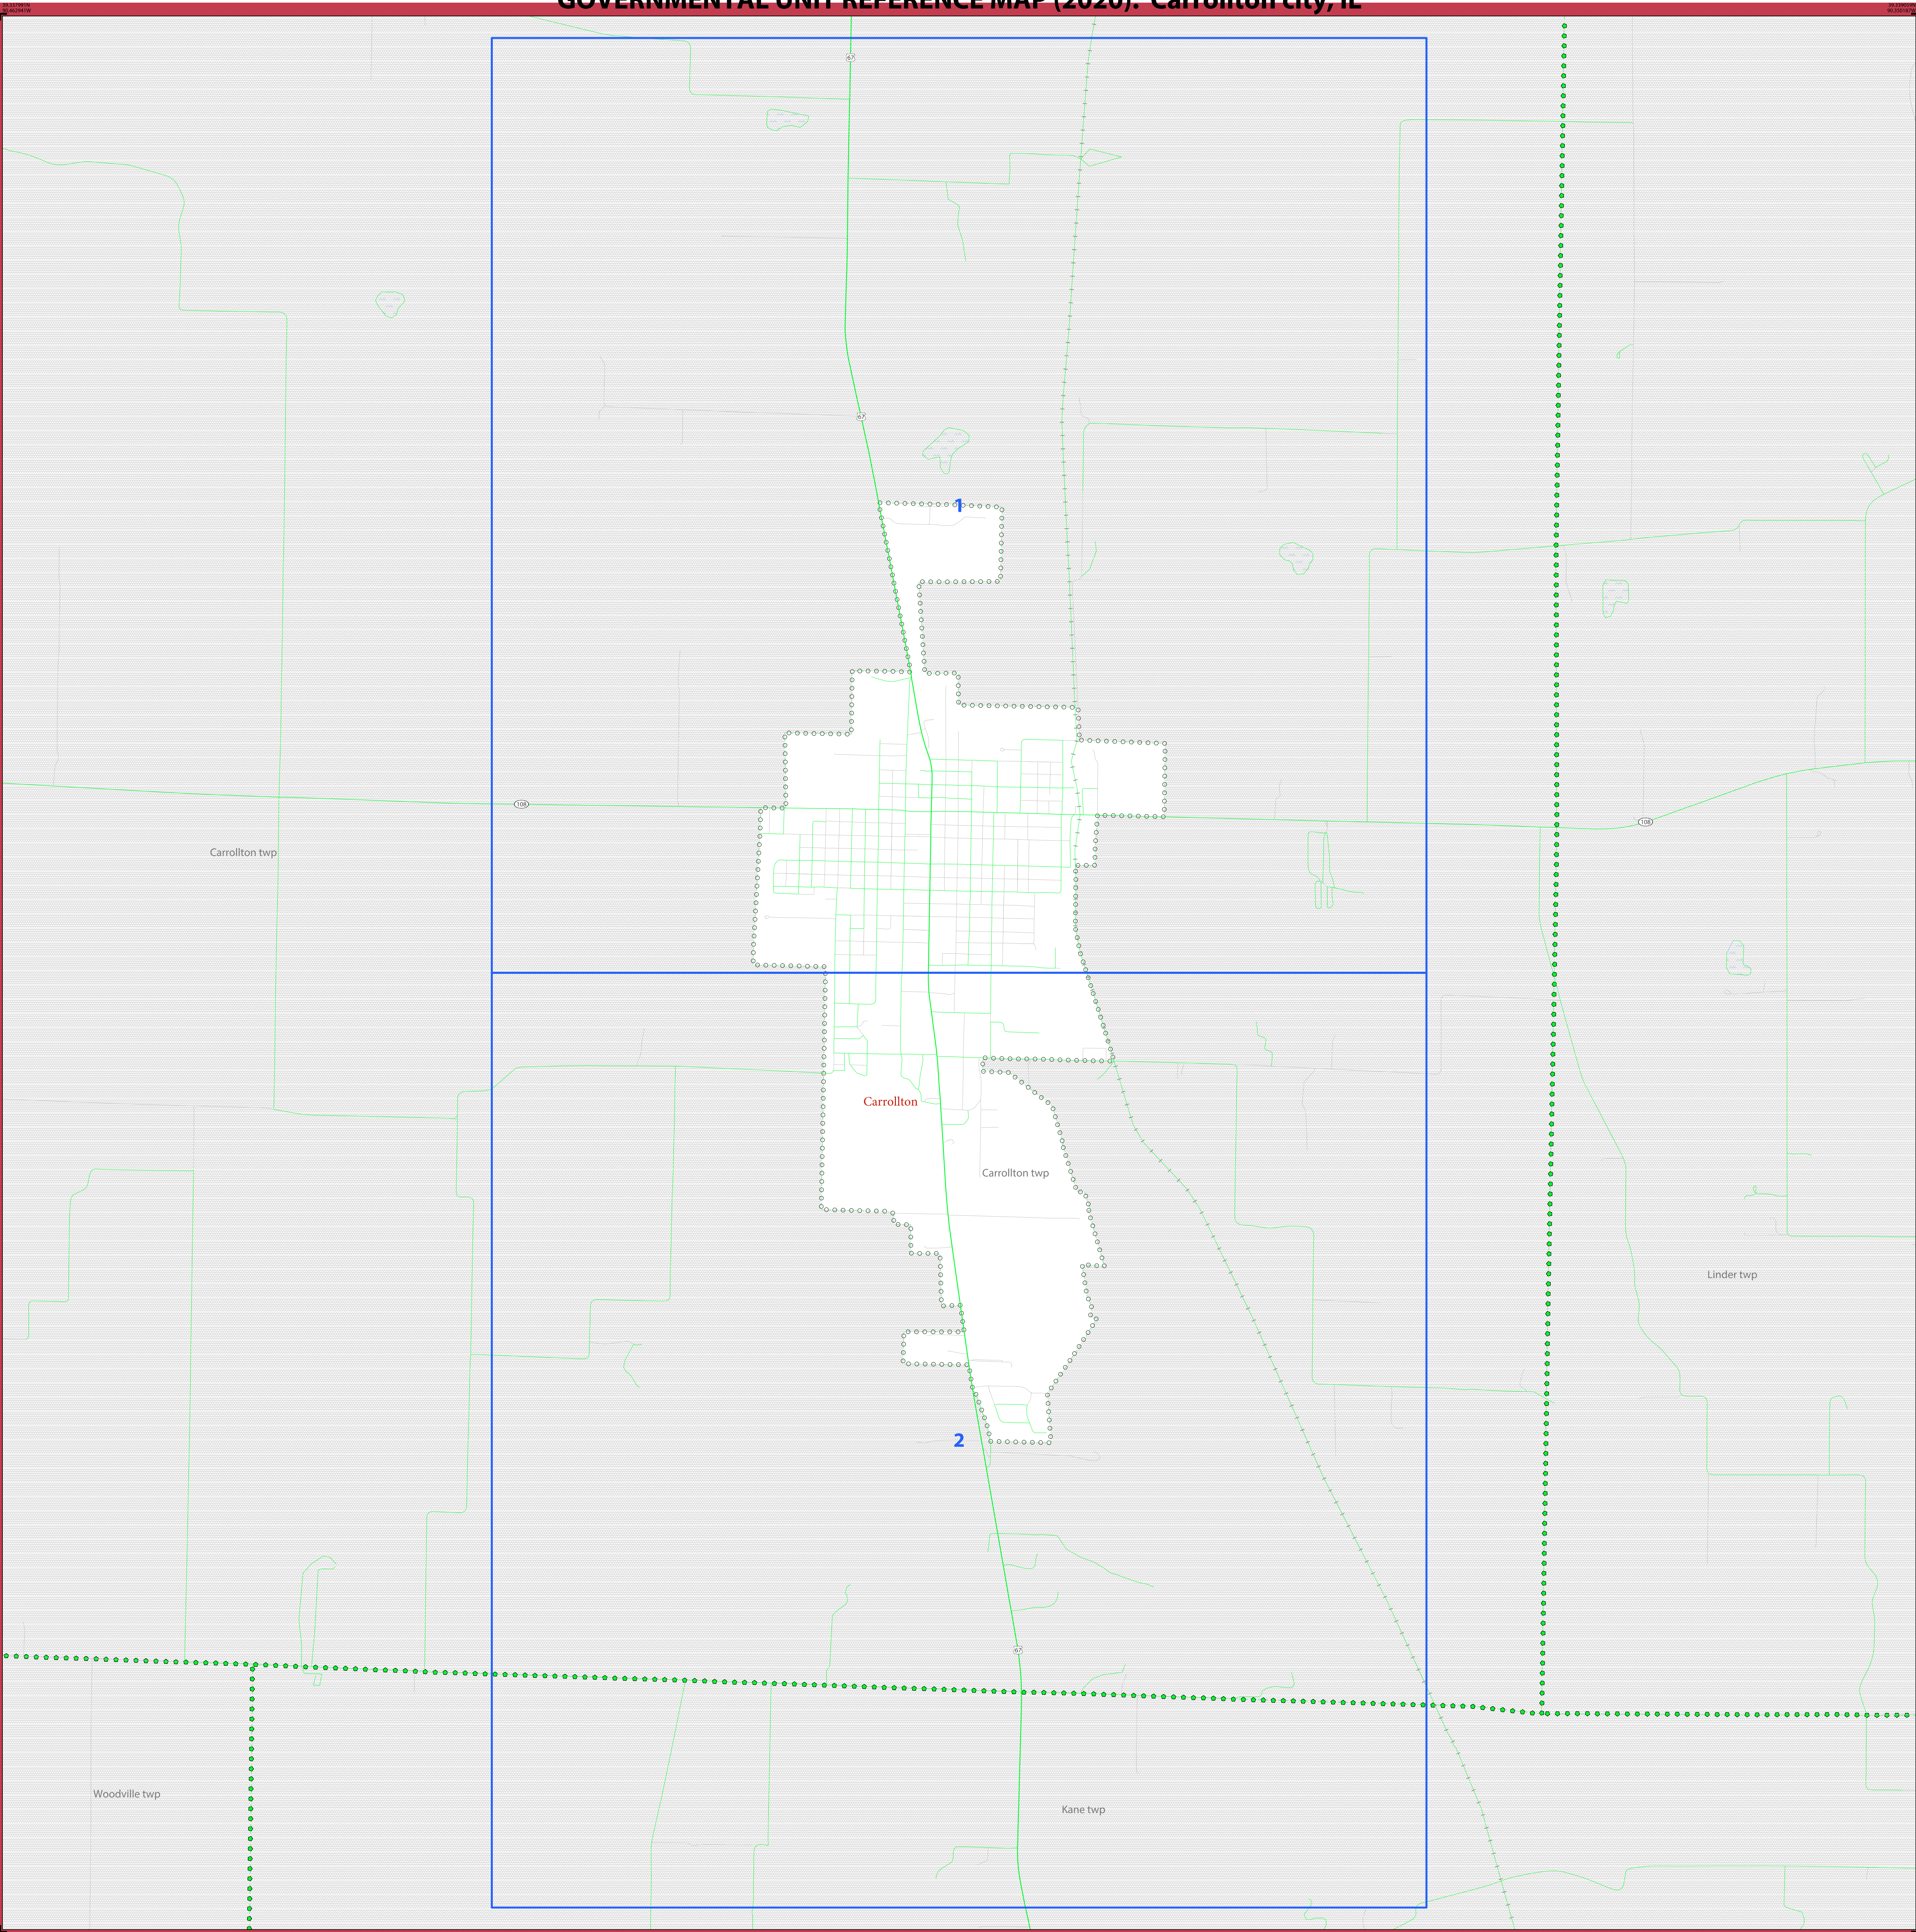 GOVERNMENTAL UNIT REFERENCE MAP (2020): Carrollton city, IL
67
67
1
108
108
Carrollton twp
Carrollton
Carrollton twp
Linder twp
2
67
Woodville twp
Kane twp